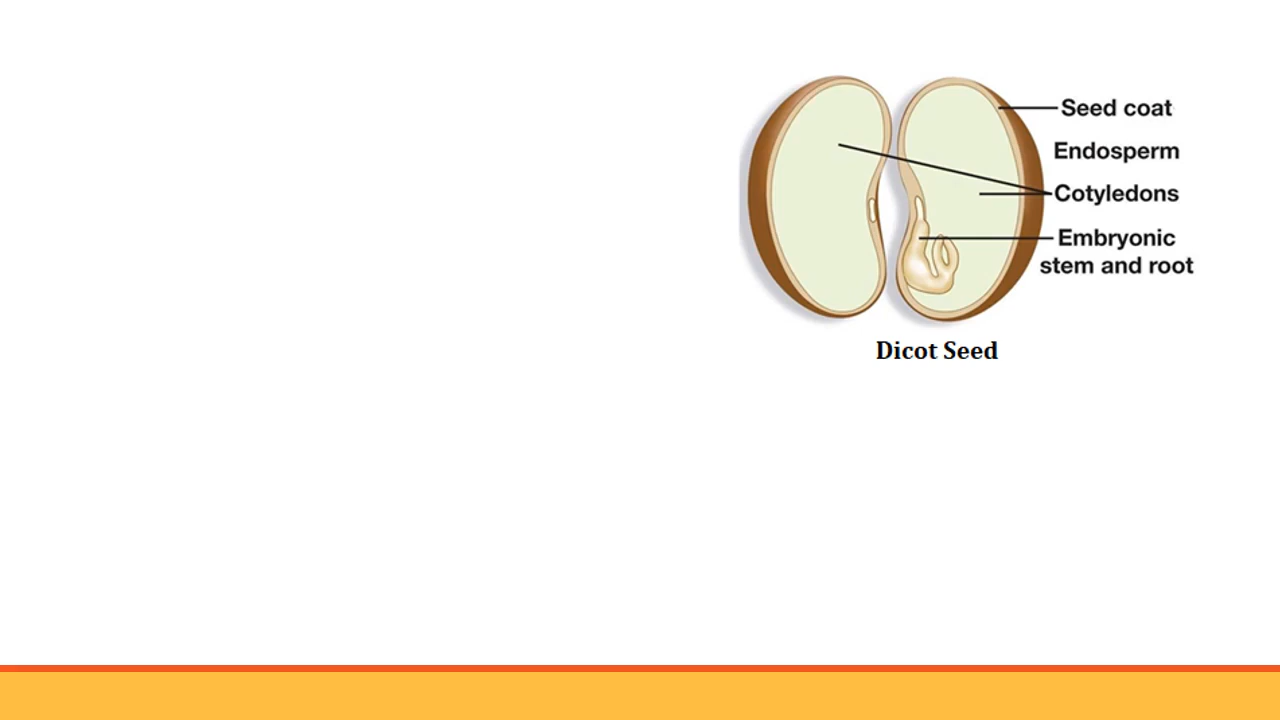 Seed coat
Endosperm
Cotyledons
Embryonic
stem and root
Dicot Seed